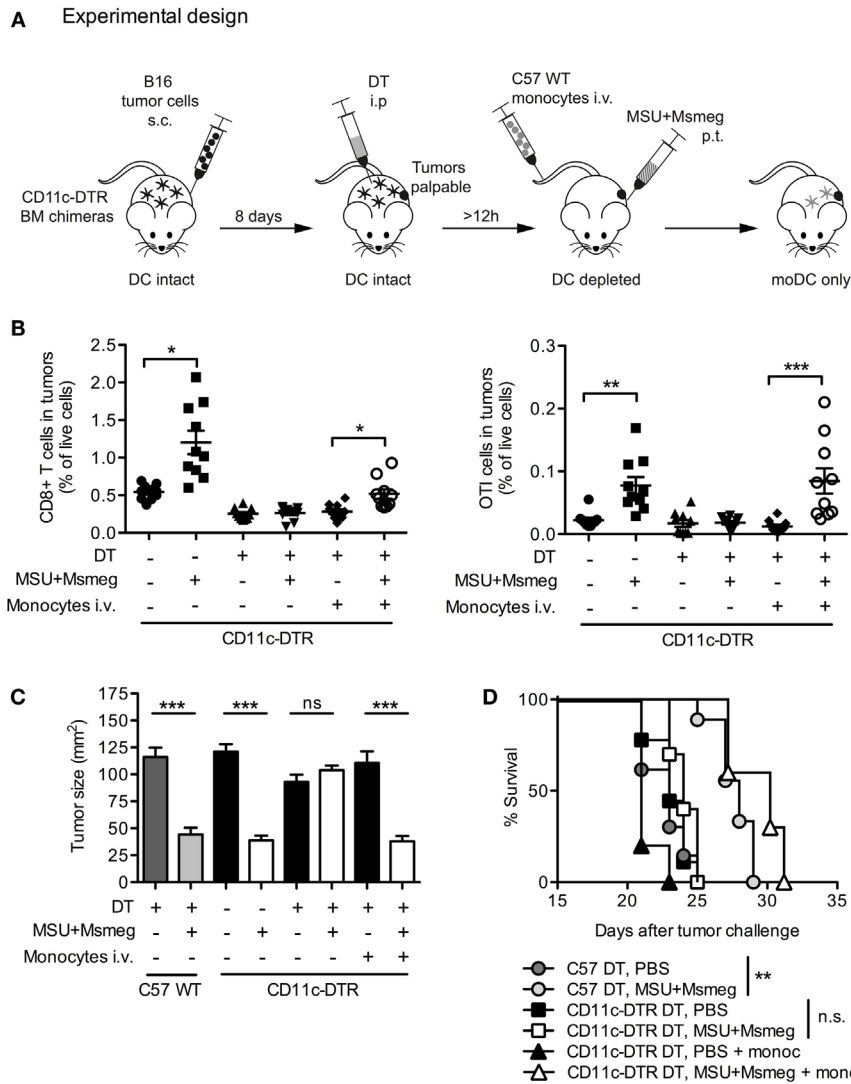 A
Experimental design
B16
tumor cells
s.c.
DT
i.p
C57 WT
monocytes i.v.
MSU+Msmeg
p.t.
Tumors
palpable
CD11c-DTR
BM chimeras
8 days
>12h
DC intact
DC intact
DC depleted
moDC only
B
CD8+ T cells in tumors
(% of live cells)
2.5
2.0
1.5
1.0
0.5
0.0
*
*
DT - - + + + +
MSU+Msmeg - + - + - +
Monocytes i.v. - - - - + +
CD11c-DTR
OTI cells in tumors
(% of live cells)
0.3
0.2
0.1
0.0
**
***
DT - - + + + +
MSU+Msmeg - + - + - +
Monocytes i.v. - - - - + +
CD11c-DTR
C
Tumor size (mm²)
175
150
125
100
75
50
25
0
*** *** ns ***
DT + + - - + + + +
MSU+Msmeg - + - + - + - +
Monocytes i.v. - - - - - - + +
C57 WT
CD11c-DTR
D
% Survival
100
50
0
15 20 25 30 35
Days after tumor challenge
C57 DT, PBS
C57 DT, MSU+Msmeg
**
CD11c-DTR DT, PBS
CD11c-DTR DT, MSU+Msmeg
n.s.
CD11c-DTR DT, PBS + monoc
CD11c-DTR DT, MSU+Msmeg + mono